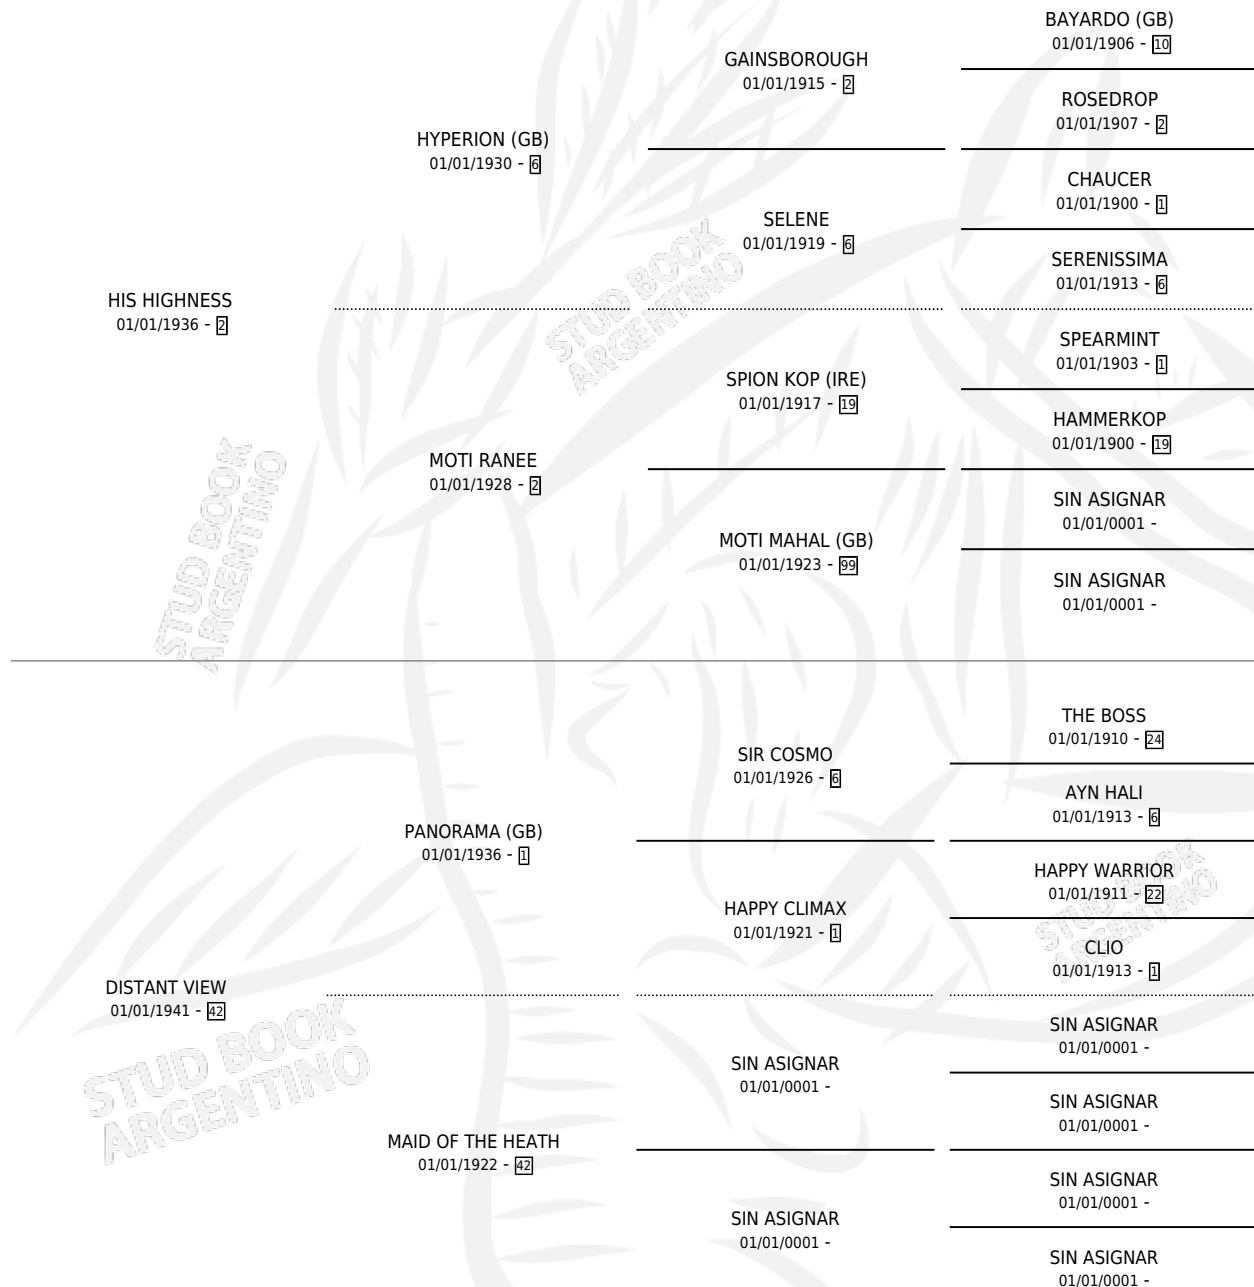 HIS HIGHNESS
01/01/1936 - 2
HYPERION (GB)
01/01/1930 - 6
GAINSBOROUGH
01/01/1915 - 2
BAYARDO (GB)
01/01/1906 - 10
ROSEDROP
01/01/1907 - 2
SELENE
01/01/1919 - 6
CHAUCER
01/01/1900 - 1
SERENISSIMA
01/01/1913 - 6
MOTI RANEE
01/01/1928 - 2
SPION KOP (IRE)
01/01/1917 - 19
SPEARMINT
01/01/1903 - 1
HAMMERKOP
01/01/1900 - 19
MOTI MAHAL (GB)
01/01/1923 - 99
SIN ASIGNAR
01/01/0001 -
SIN ASIGNAR
01/01/0001 -
DISTANT VIEW
01/01/1941 - 42
PANORAMA (GB)
01/01/1936 - 1
SIR COSMO
01/01/1926 - 6
THE BOSS
01/01/1910 - 24
AYN HALI
01/01/1913 - 6
HAPPY CLIMAX
01/01/1921 - 1
HAPPY WARRIOR
01/01/1911 - 22
CLIO
01/01/1913 - 1
MAID OF THE HEATH
01/01/1922 - 42
SIN ASIGNAR
01/01/0001 -
SIN ASIGNAR
01/01/0001 -
SIN ASIGNAR
01/01/0001 -
SIN ASIGNAR
01/01/0001 -
SIN ASIGNAR
01/01/0001 -
SIN ASIGNAR
01/01/0001 -
STUD BOOK
ARGENTINO
STUD BOOK
ARGENTINO
STUD BOOK
ARGENTINO
STUD BOOK
ARGENTINO